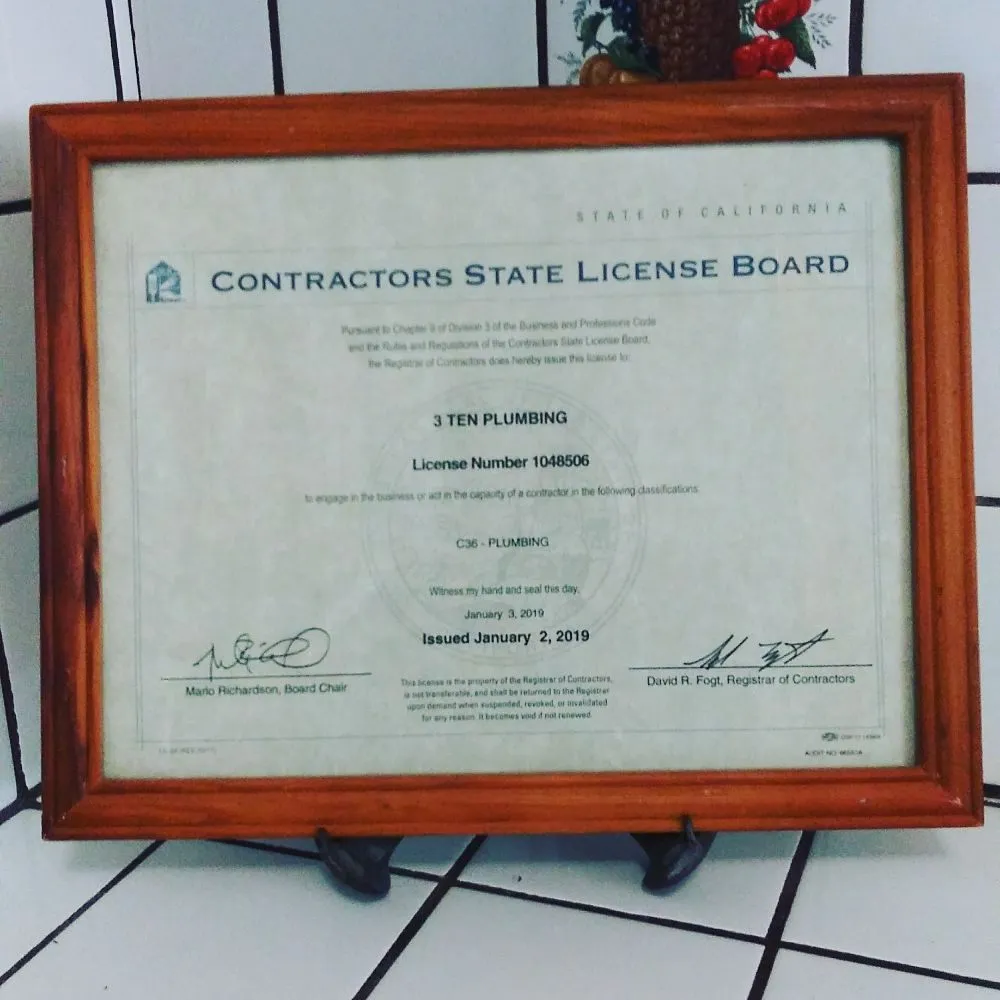 STATE OF CALIFORNIA
CONTRACTORS STATE LICENSE BOARD
Pursuant to Chapter 9 of Division 3 of the Business and Professions Code
and the Rules and Regulations of the Contractors State License Board,
the Registrar of Contractors does hereby issue this license to:
3 TEN PLUMBING
License Number 1048506
to engage in the business or act in the capacity of a contractor in the following classifications:
C36 - PLUMBING
Witness my hand and seal this day,
January 3, 2019
Issued January 2, 2019
Marlo Richardson, Board Chair
David R. Fogt, Registrar of Contractors
This license is the property of the Registrar of Contractors,
is not transferable, and shall be returned to the Registrar
upon demand when suspended, revoked, or invalidated
for any reason. It becomes void if not renewed.
AUDIT NO: